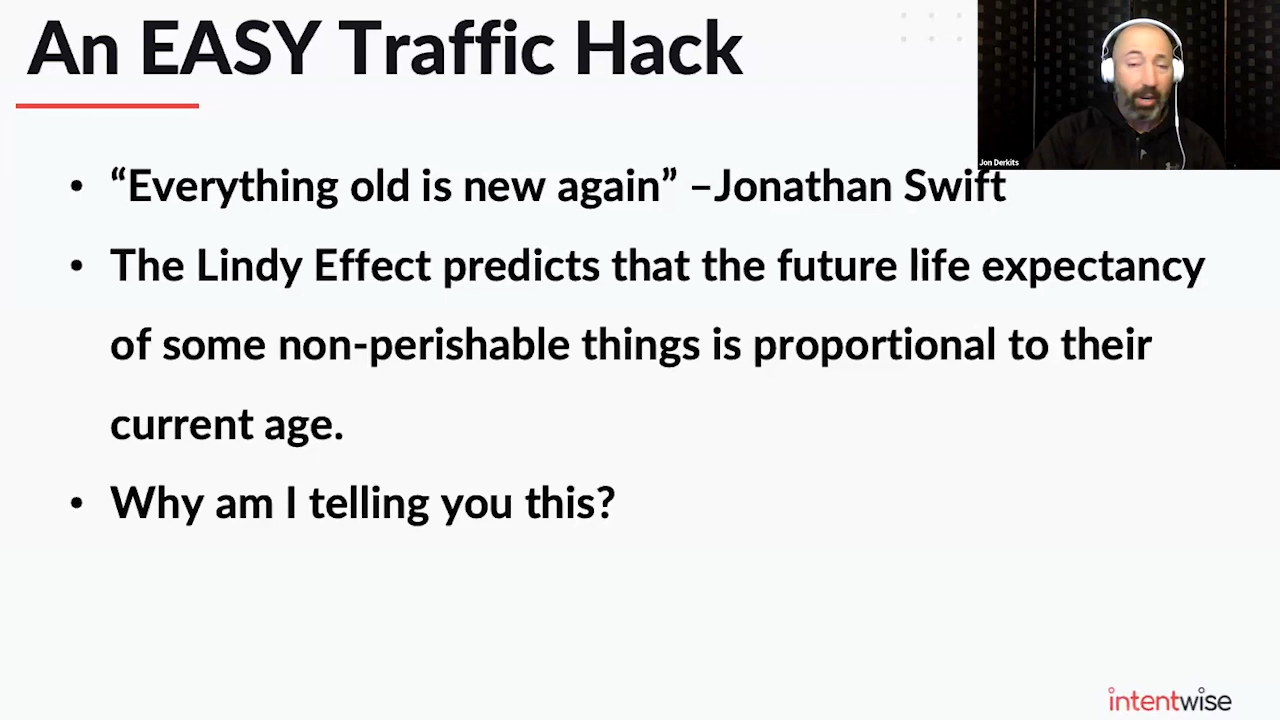 An EASY Traffic Hack
Jon Derkits
• “Everything old is new again” –Jonathan Swift
• The Lindy Effect predicts that the future life expectancy
of some non-perishable things is proportional to their
current age.
• Why am I telling you this?
intentwise